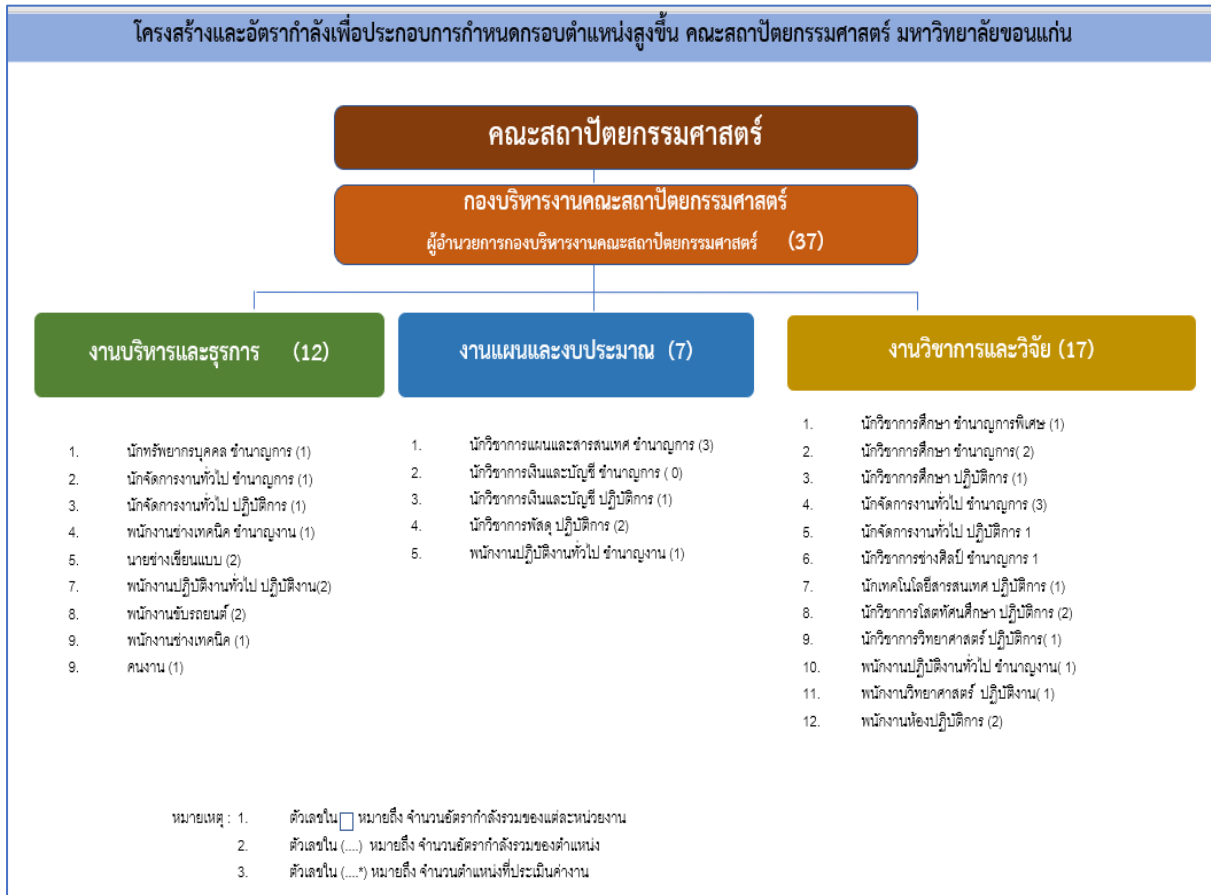 โครงสร้างและอัตรากำลังเพื่อประกอบการกำหนดกรอบตำแหน่งสูงขึ้น คณะสถาปัตยกรรมศาสตร์ มหาวิทยาลัยขอนแก่น
คณะสถาปัตยกรรมศาสตร์
กองบริหารงานคณะสถาปัตยกรรมศาสตร์
ผู้อำนวยการกองบริหารงานคณะสถาปัตยกรรมศาสตร์ (37)
งานบริหารและธุรการ (12)
1. นักทรัพยากรบุคคล ชำนาญการ (1)
2. นักจัดการงานทั่วไป ชำนาญการ (1)
3. นักจัดการงานทั่วไป ปฏิบัติการ (1)
4. พนักงานช่างเทคนิค ชำนาญงาน (1)
5. นายช่างเขียนแบบ (2)
7. พนักงานปฏิบัติงานทั่วไป ปฏิบัติงาน(2)
8. พนักงานขับรถยนต์ (2)
9. พนักงานช่างเทคนิค (1)
9. คนงาน (1)
งานแผนและงบประมาณ (7)
1. นักวิชาการแผนและสารสนเทศ ชำนาญการ (3)
2. นักวิชาการเงินและบัญชี ชำนาญการ ( 0)
3. นักวิชาการเงินและบัญชี ปฏิบัติการ (1)
4. นักวิชาการพัสดุ ปฏิบัติการ (2)
5. พนักงานปฏิบัติงานทั่วไป ชำนาญงาน (1)
งานวิชาการและวิจัย (17)
1. นักวิชาการศึกษา ชำนาญการพิเศษ (1)
2. นักวิชาการศึกษา ชำนาญการ( 2)
3. นักวิชาการศึกษา ปฏิบัติการ (1)
4. นักจัดการงานทั่วไป ชำนาญการ (3)
5. นักจัดการงานทั่วไป ปฏิบัติการ 1
6. นักวิชาการช่างศิลป์ ชำนาญการ 1
7. นักเทคโนโลยีสารสนเทศ ปฏิบัติการ (1)
8. นักวิชาการโสตทัศนศึกษา ปฏิบัติการ (2)
9. นักวิชาการวิทยาศาสตร์ ปฏิบัติการ( 1)
10. พนักงานปฏิบัติงานทั่วไป ชำนาญงาน( 1)
11. พนักงานวิทยาศาสตร์ ปฏิบัติงาน( 1)
12. พนักงานห้องปฏิบัติการ (2)
หมายเหตุ : 1. ตัวเลขใน หมายถึง จำนวนอัตรากำลังรวมของแต่ละหน่วยงาน
2. ตัวเลขใน (....) หมายถึง จำนวนอัตรากำลังรวมของตำแหน่ง
3. ตัวเลขใน (....*) หมายถึง จำนวนตำแหน่งที่ประเมินค่างาน